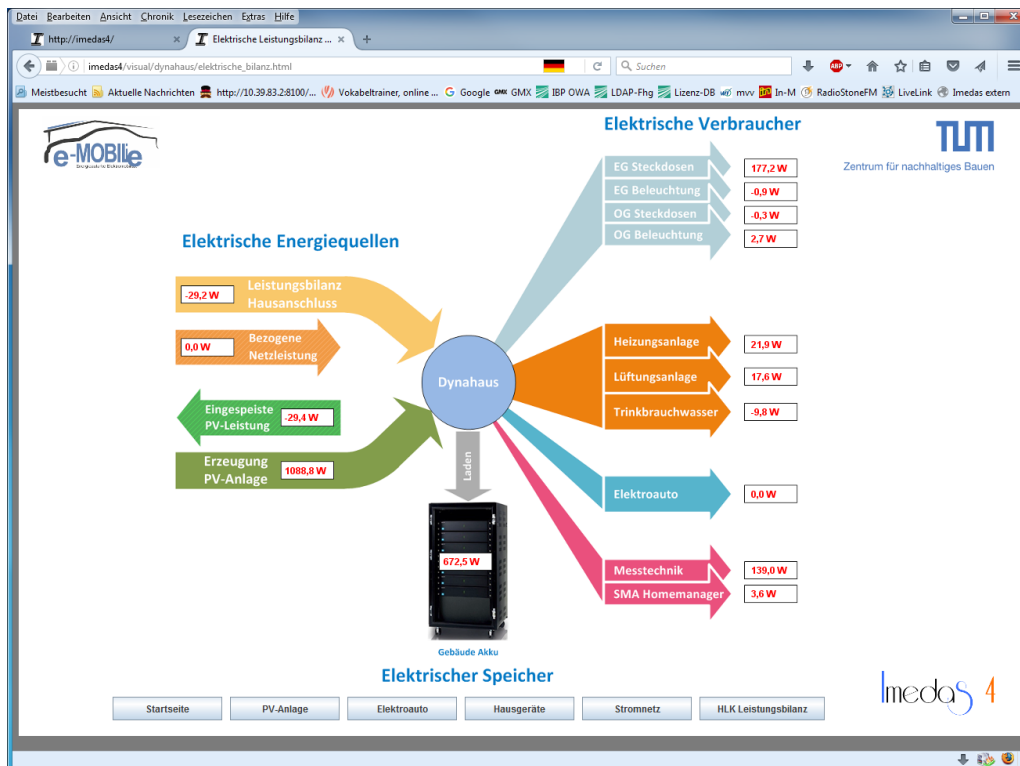 Datei Bearbeiten Ansicht Chronik Lesezeichen Extras Hilfe
http://imedas4/
Elektrische Leistungsbilanz ...
imedas4/visual/dynahaus/elektrische_bilanz.html
Suchen
ABP
Meistbesucht Aktuelle Nachrichten http://10.39.83.2:8100/... Vokabeltrainer, online ... Google GMX IBP OWA LDAP-Fhg Lizenz-DB mvv In-M RadioStoneFM LiveLink Imedas extern
e-MOBILie
Elektrische Verbraucher
TUM
Zentrum für nachhaltiges Bauen
EG Steckdosen 177,2 W
EG Beleuchtung -0,9 W
OG Steckdosen -0,3 W
OG Beleuchtung 2,7 W
Elektrische Energiequellen
-29,2 W
Leistungsbilanz
Hausanschluss
0,0 W
Bezogene
Netzleistung
Eingespeiste
PV-Leistung
-29,4 W
Erzeugung
PV-Anlage
1088,8 W
Dynahaus
Heizungsanlage 21,9 W
Lüftungsanlage 17,6 W
Trinkbrauchwasser -9,8 W
Laden
Elektroauto 0,0 W
672,5 W
Messtechnik 139,0 W
SMA Homemanager 3,6 W
Gebäude Akku
Elektrischer Speicher
Imedas 4
Startseite PV-Anlage Elektroauto Hausgeräte Stromnetz HLK Leistungsbilanz